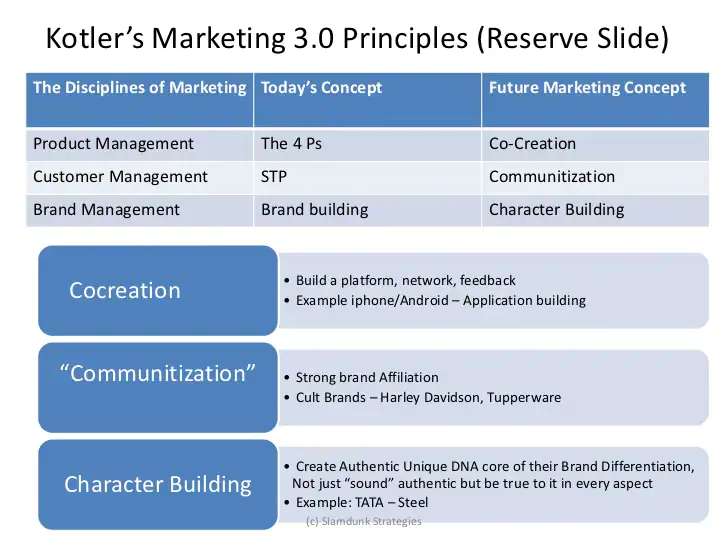 Kotler’s Marketing 3.0 Principles (Reserve Slide)
The Disciplines of Marketing Today’s Concept Future Marketing Concept
Product Management The 4 Ps Co-Creation
Customer Management STP Communitization
Brand Management Brand building Character Building
Cocreation
• Build a platform, network, feedback
• Example iphone/Android – Application building
“Communitization”
• Strong brand Affiliation
• Cult Brands – Harley Davidson, Tupperware
Character Building
• Create Authentic Unique DNA core of their Brand Differentiation,
Not just “sound” authentic but be true to it in every aspect
• Example: TATA – Steel
(c) Slamdunk Strategies